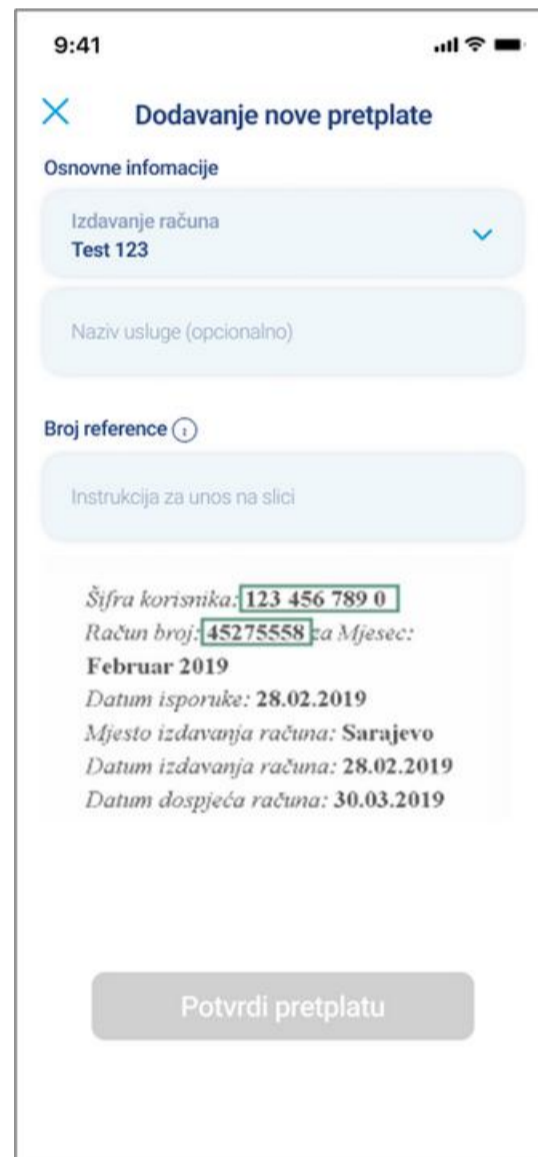 9:41
Dodavanje nove pretplate
Osnovne infomacije
Izdavanje računa
Test 123
Naziv usluge (opcionalno)
Broj reference i
Instrukcija za unos na slici
Šifra korisnika: 123 456 789 0
Račun broj: 45275558 za Mjesec:
Februar 2019
Datum isporuke: 28.02.2019
Mjesto izdavanja računa: Sarajevo
Datum izdavanja računa: 28.02.2019
Datum dospjeća računa: 30.03.2019
Potvrdi pretplatu